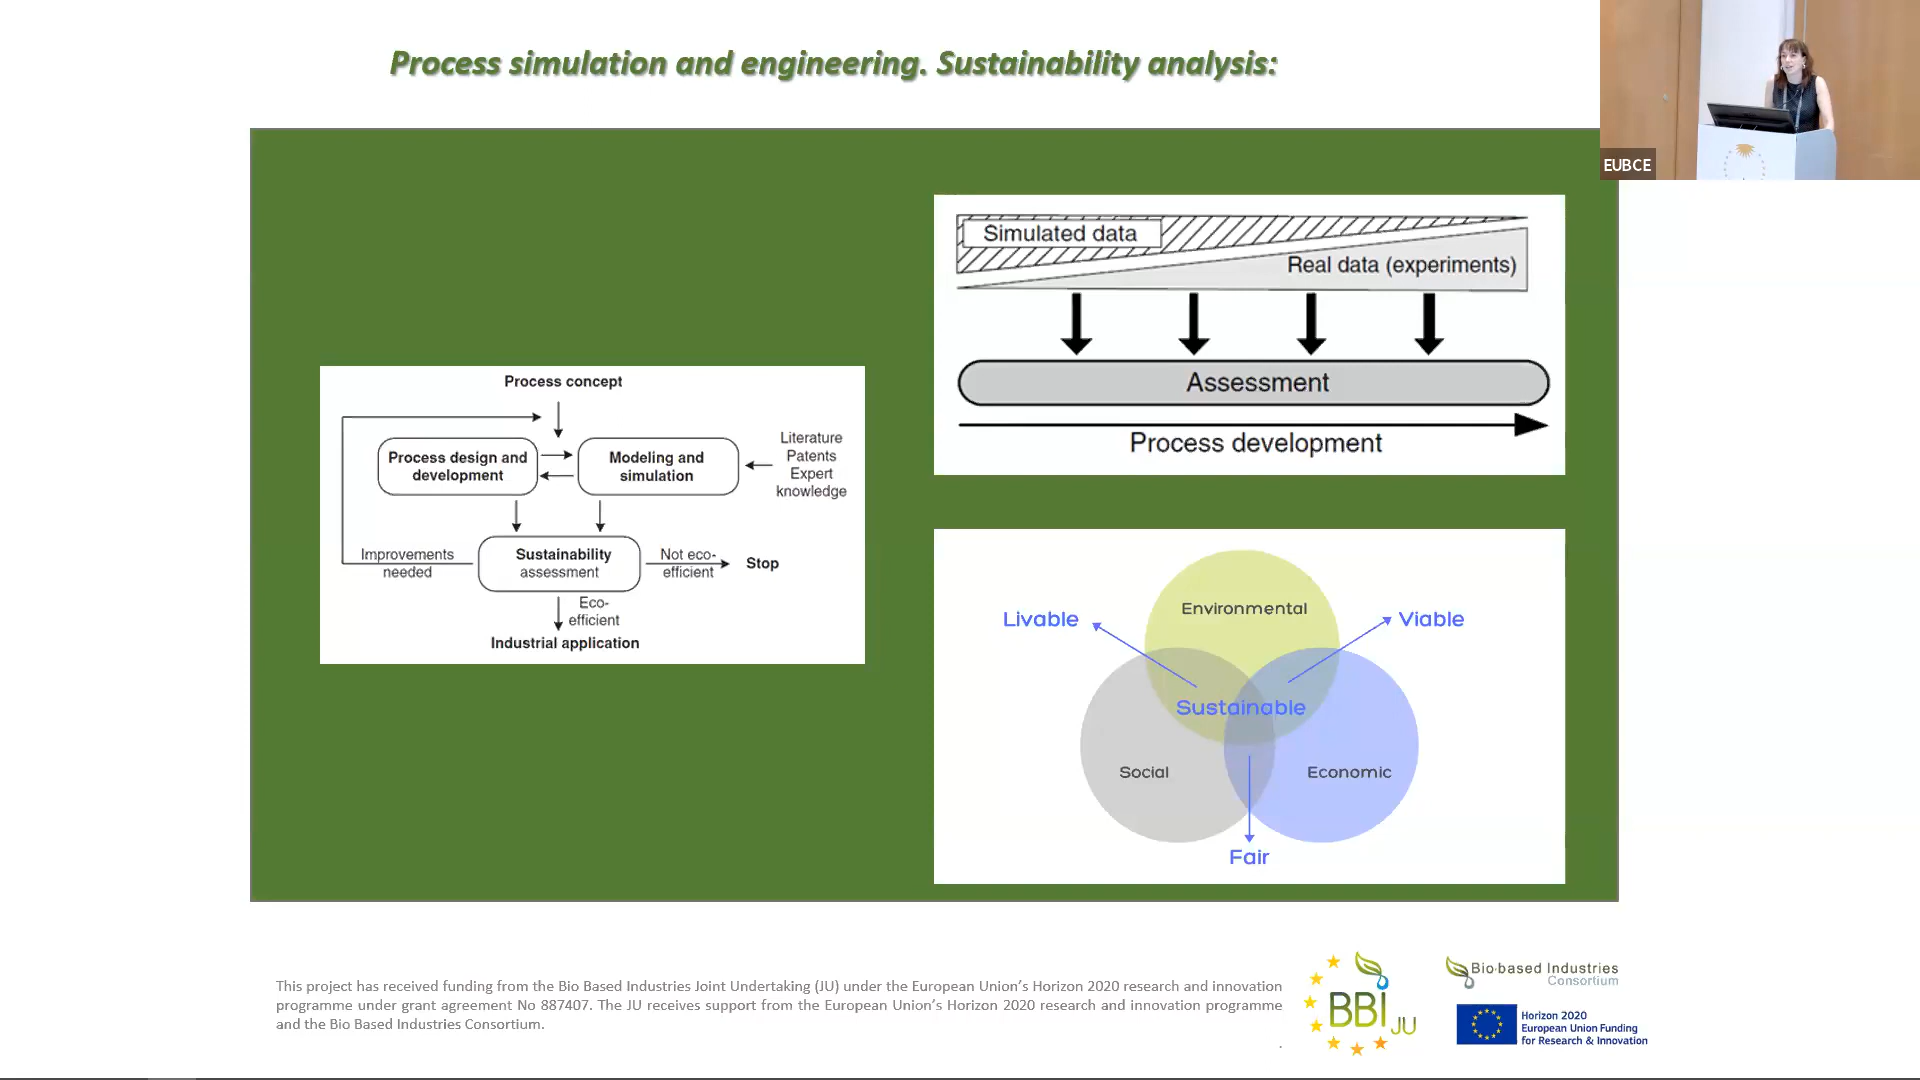 Process simulation and engineering. Sustainability analysis:
EUBCE
Process concept
Process design and
development
Modeling and
simulation
Literature
Patents
Expert
knowledge
Improvements
needed
Sustainability
assessment
Not eco-
efficient
Stop
Eco-
efficient
Industrial application
Simulated data
Real data (experiments)
Assessment
Process development
Environmental
Livable
Viable
Sustainable
Social
Economic
Fair
This project has received funding from the Bio Based Industries Joint Undertaking (JU) under the European Union's Horizon 2020 research and innovation
programme under grant agreement No 887407. The JU receives support from the European Union's Horizon 2020 research and innovation programme
and the Bio Based Industries Consortium.
.
BBI JU
Bio-based Industries
Consortium
Horizon 2020
European Union Funding
for Research & Innovation